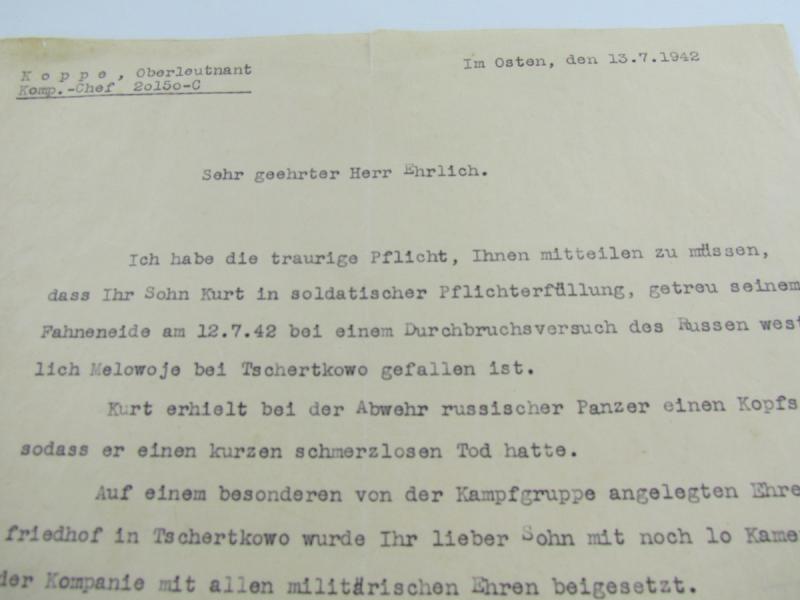 Koppe, Oberleutnant
Komp.-Chef 2o15o-C
Im Osten, den 13.7.1942
Sehr geehrter Herr Ehrlich.
Ich habe die traurige Pflicht, Ihnen mitteilen zu müssen,
dass Ihr Sohn Kurt in soldatischer Pflichterfüllung, getreu seinem
Fahneneide am 12.7.42 bei einem Durchbruchsversuch des Russen west
lich Melowoje bei Tschertkowo gefallen ist.
Kurt erhielt bei der Abwehr russischer Panzer einen Kopfs
sodass er einen kurzen schmerzlosen Tod hatte.
Auf einem besonderen von der Kampfgruppe angelegten Ehre
friedhof in Tschertkowo wurde Ihr lieber Sohn mit noch lo Kame
der Kompanie mit allen militärischen Ehren beigesetzt.